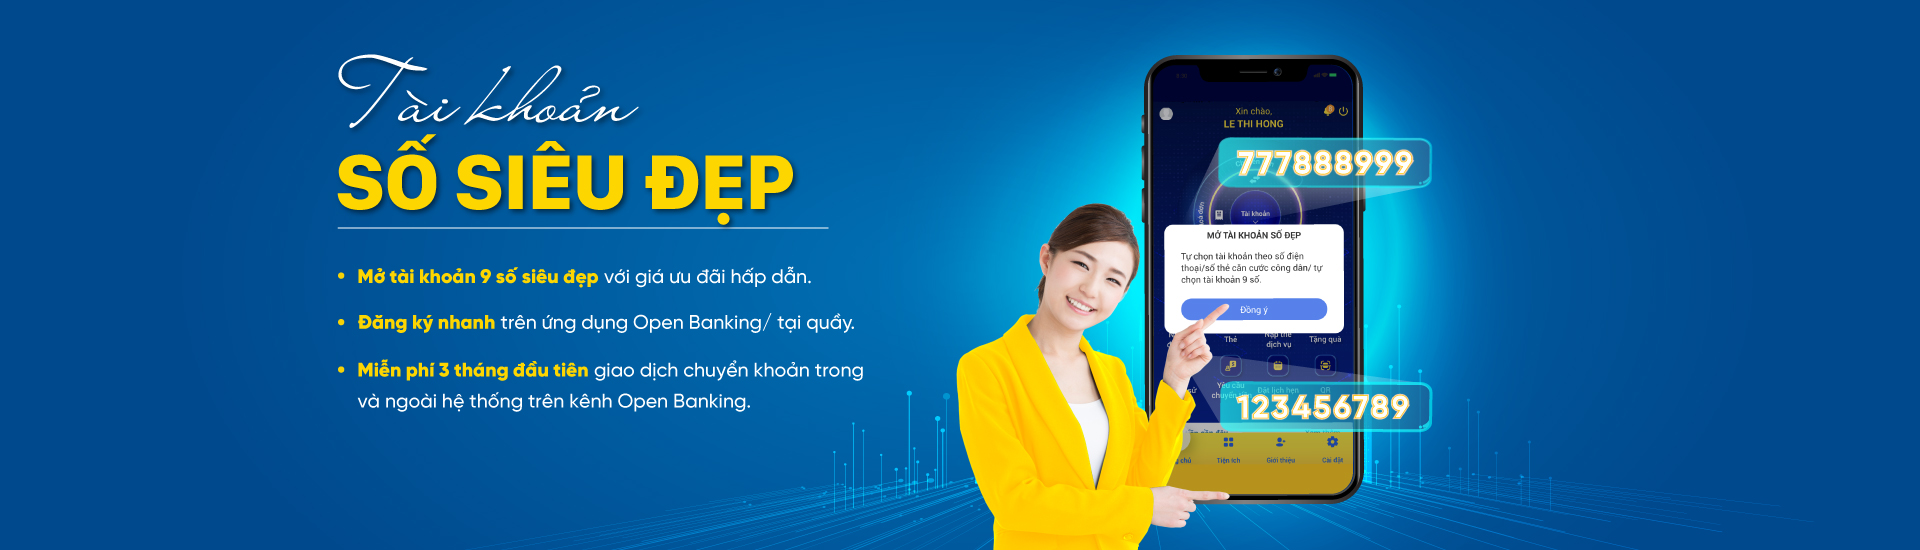 Tài khoản
SỐ SIÊU ĐẸP
• Mở tài khoản 9 số siêu đẹp với giá ưu đãi hấp dẫn.
• Đăng ký nhanh trên ứng dụng Open Banking/ tại quầy.
• Miễn phí 3 tháng đầu tiên giao dịch chuyển khoản trong
và ngoài hệ thống trên kênh Open Banking.
Xin chào,
LE THI HONG
777888999
Tài khoản
MỞ TÀI KHOẢN SỐ ĐẸP
Tự chọn tài khoản theo số điện
thoại/số thẻ căn cước công dân/ tự
chọn tài khoản 9 số.
Đồng ý
Thẻ
Nạp thẻ
dịch vụ
Tặng quà
Yêu cầu
Đặt lịch hẹn
QR
123456789
Tiện ích
Giới thiệu
Cài đặt